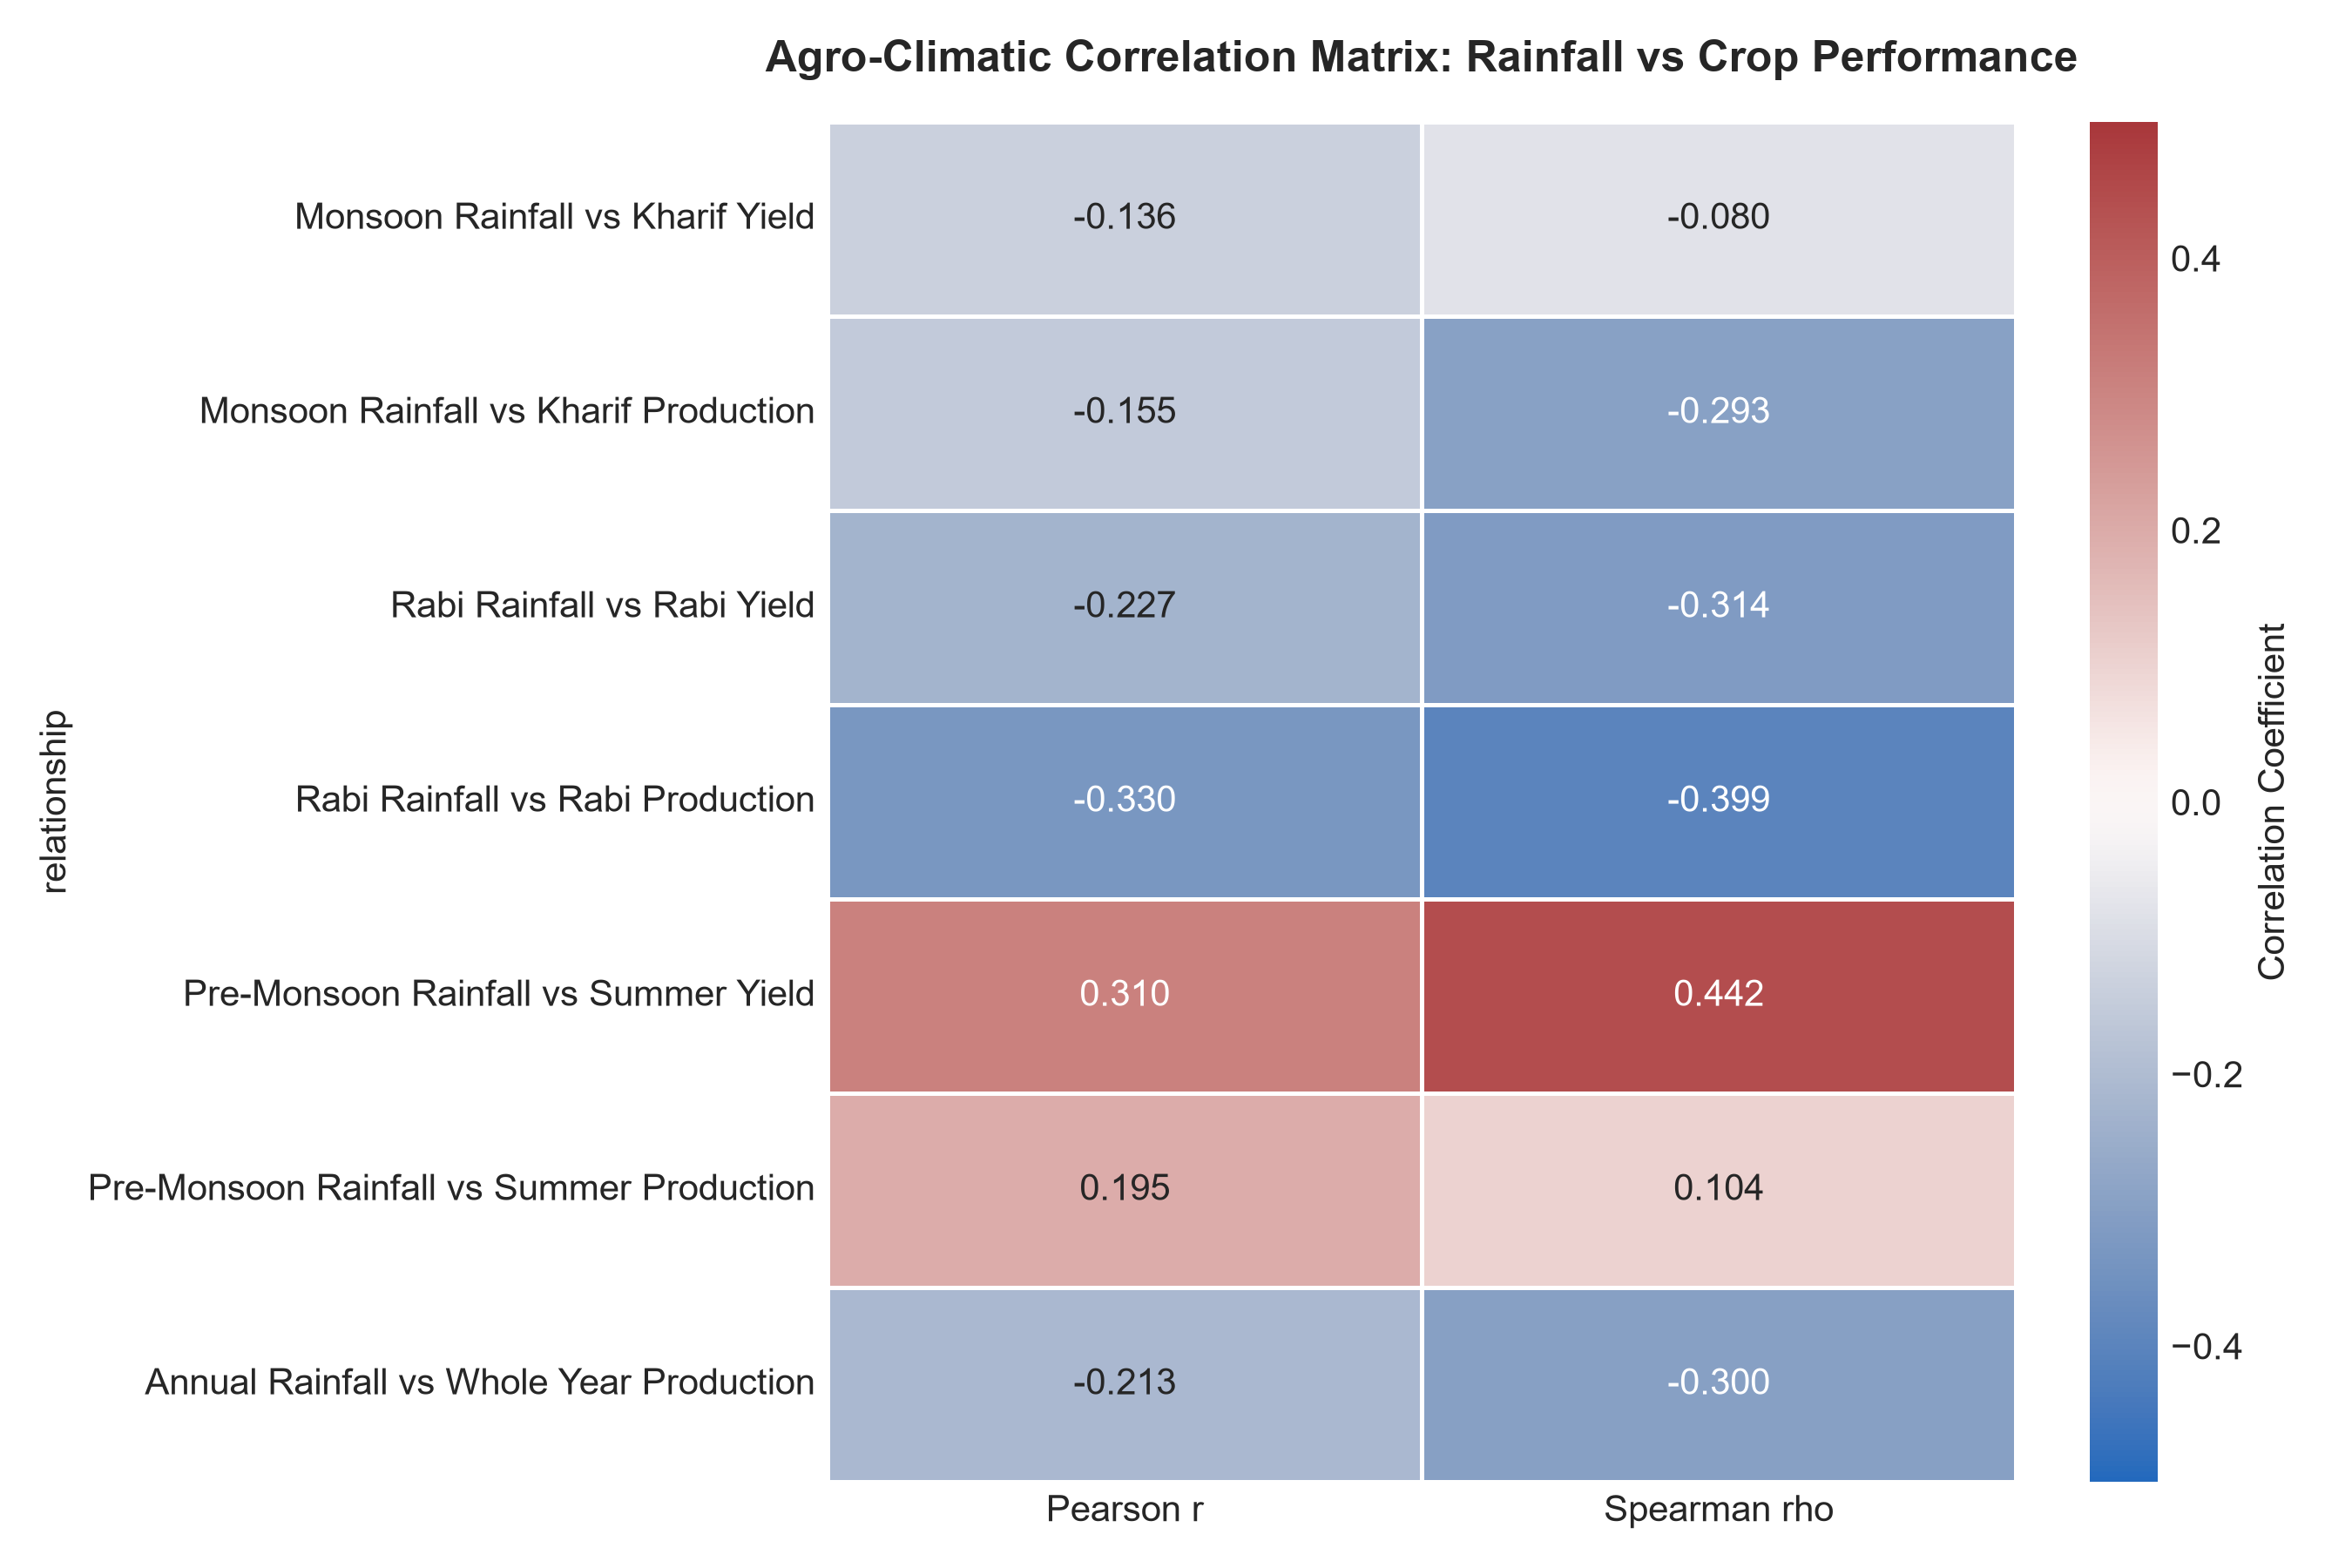 Agro-Climatic Correlation Matrix: Rainfall vs Crop Performance
relationship
Monsoon Rainfall vs Kharif Yield -0.136 -0.080
Monsoon Rainfall vs Kharif Production -0.155 -0.293
Rabi Rainfall vs Rabi Yield -0.227 -0.314
Rabi Rainfall vs Rabi Production -0.330 -0.399
Pre-Monsoon Rainfall vs Summer Yield 0.310 0.442
Pre-Monsoon Rainfall vs Summer Production 0.195 0.104
Annual Rainfall vs Whole Year Production -0.213 -0.300
Pearson r Spearman rho
0.4
0.2
0.0
−0.2
−0.4
Correlation Coefficient